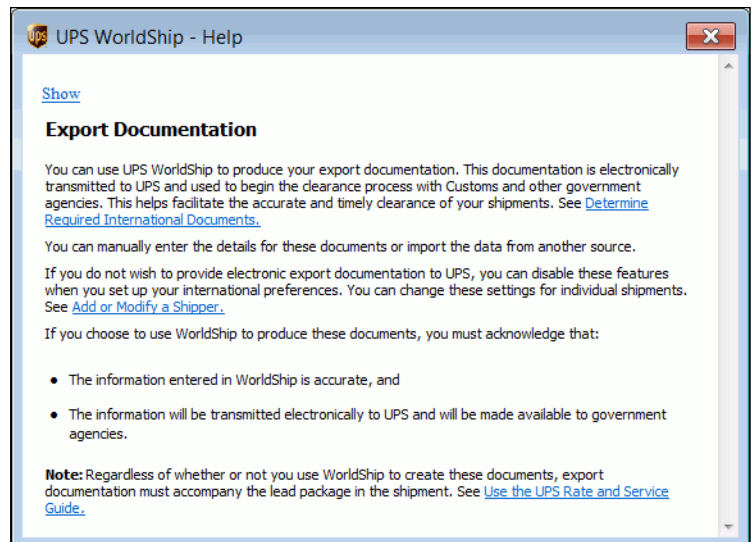 ups UPS WorldShip - Help
Show
Export Documentation
You can use UPS WorldShip to produce your export documentation. This documentation is electronically
transmitted to UPS and used to begin the clearance process with Customs and other government
agencies. This helps facilitate the accurate and timely clearance of your shipments. See Determine
Required International Documents.
You can manually enter the details for these documents or import the data from another source.
If you do not wish to provide electronic export documentation to UPS, you can disable these features
when you set up your international preferences. You can change these settings for individual shipments.
See Add or Modify a Shipper.
If you choose to use WorldShip to produce these documents, you must acknowledge that:
• The information entered in WorldShip is accurate, and
• The information will be transmitted electronically to UPS and will be made available to government
agencies.
Note: Regardless of whether or not you use WorldShip to create these documents, export
documentation must accompany the lead package in the shipment. See Use the UPS Rate and Service
Guide.